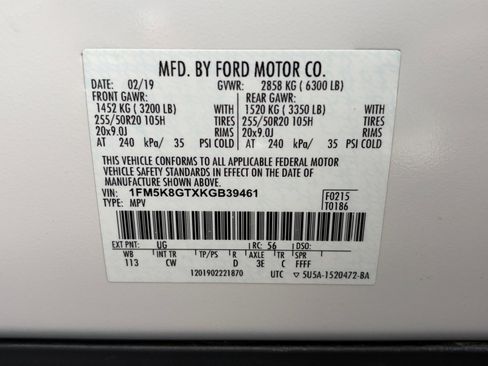 MFD. BY FORD MOTOR CO.
DATE: 02/19 GVWR: 2858 KG ( 6300 LB)
FRONT GAWR: REAR GAWR:
1452 KG ( 3200 LB) WITH 1520 KG ( 3350 LB) WITH
255/50R20 105H TIRES 255/50R20 105H TIRES
20x9.0J RIMS 20x9.0J RIMS
AT 240 kPa/ 35 PSI COLD AT 240 kPa/ 35 PSI COLD
THIS VEHICLE CONFORMS TO ALL APPLICABLE FEDERAL MOTOR
VEHICLE SAFETY STANDARDS IN EFFECT ON THE DATE OF
MANUFACTURE SHOWN ABOVE.
VIN: 1FM5K8GTXKGB39461 F0215
TYPE: MPV T0186
EXT PNT: UG RC: 56 DSO:
WB INT TR TP/PS R AXLE TR SPR
113 CW D 3E C FFFF
1201902221870 UTC ▽ 5U5A-1520472-BA